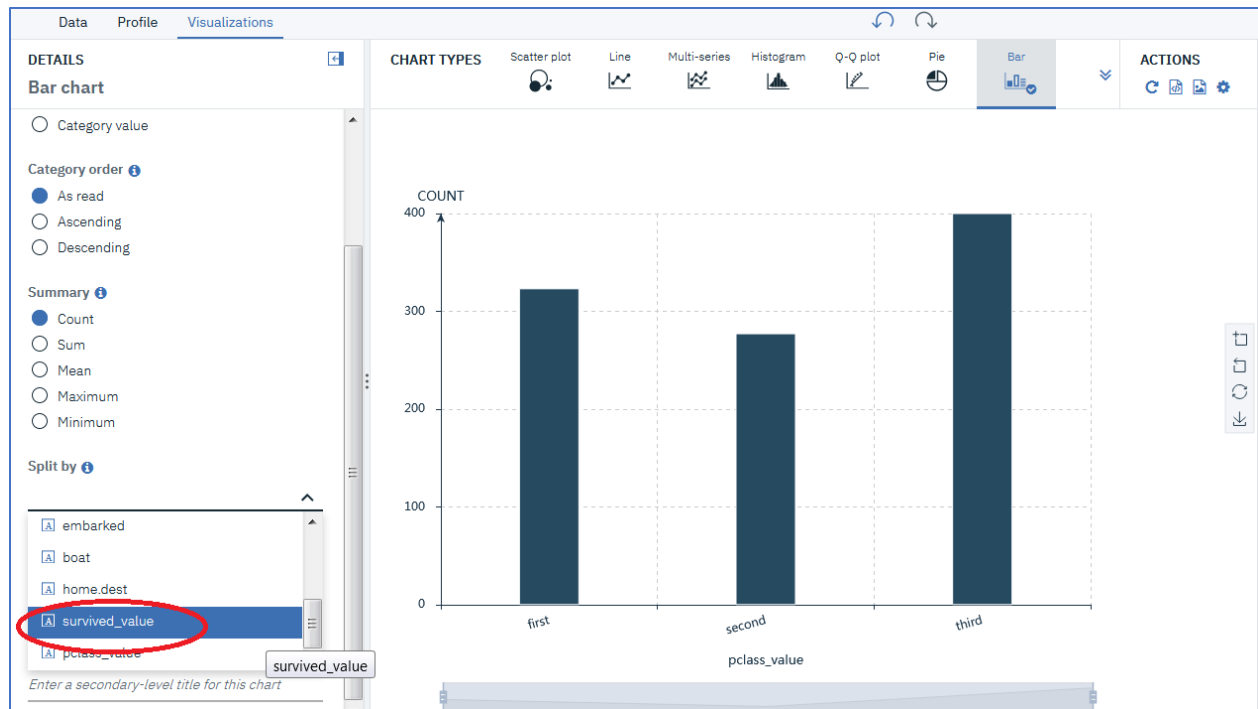 Data Profile Visualizations
DETAILS
Bar chart
Category value
Category order
As read
Ascending
Descending
Summary
Count
Sum
Mean
Maximum
Minimum
Split by
embarked
boat
home.dest
survived_value
pclass_value
survived_value
Enter a secondary-level title for this chart
CHART TYPES
Scatter plot
Line
Multi-series
Histogram
Q-Q plot
Pie
Bar
ACTIONS
COUNT
400
300
200
100
0
first
second
third
pclass_value